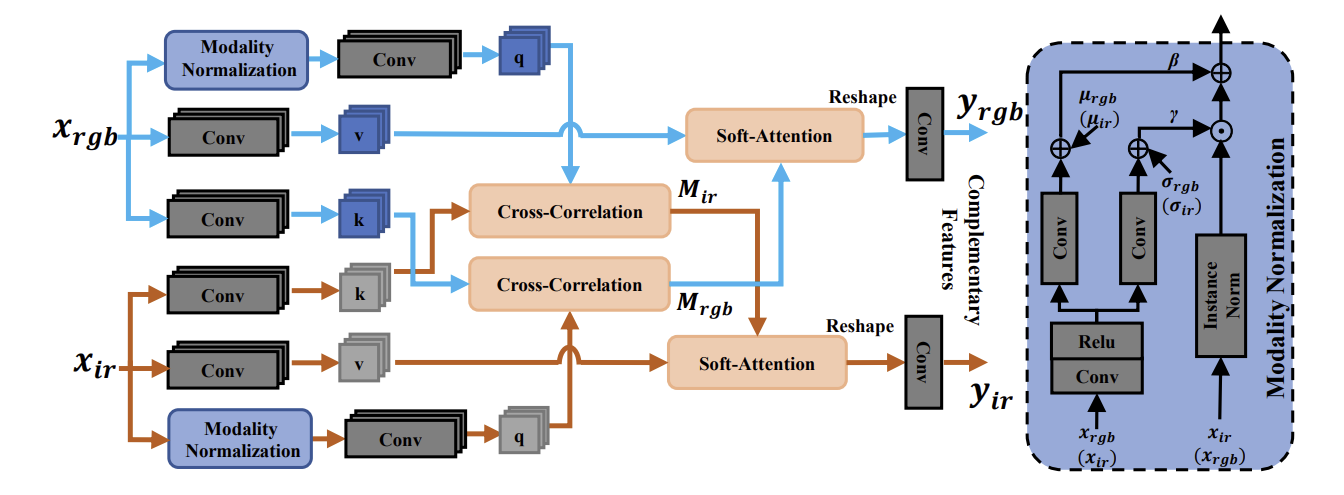 x_rgb
Modality
Normalization
Conv
q
Conv
v
Conv
k
x_ir
Conv
k
Conv
v
Modality
Normalization
Conv
q
Cross-Correlation
M_ir
Cross-Correlation
M_rgb
Soft-Attention
Reshape
Conv
y_rgb
Soft-Attention
Reshape
Conv
y_ir
Complementary
Features
β
μ_rgb
(μ_ir)
γ
σ_rgb
(σ_ir)
Conv
Conv
Instance
Norm
Relu
Conv
x_rgb
(x_ir)
x_ir
(x_rgb)
Modality Normalization